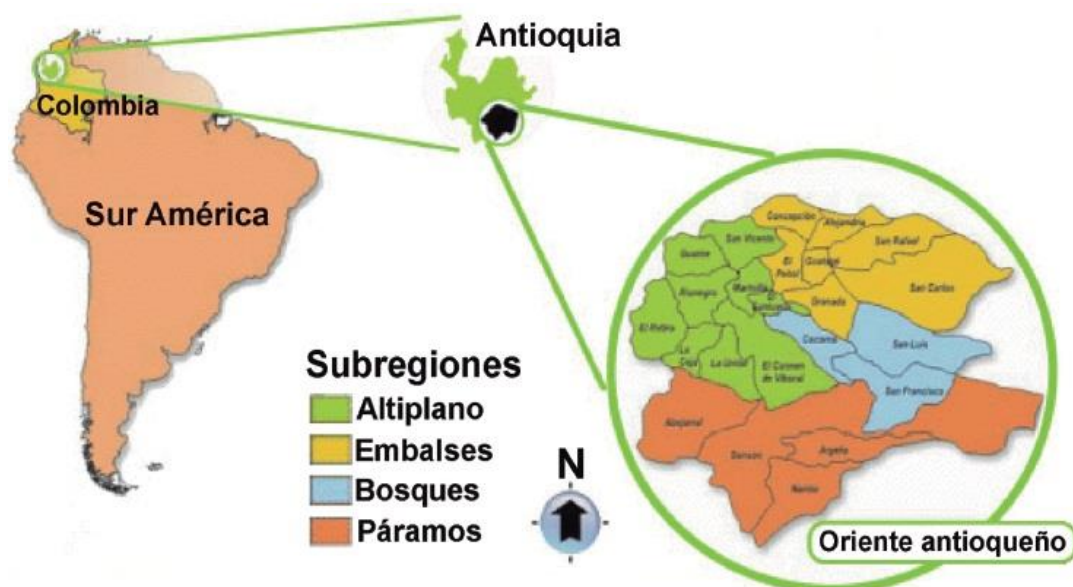 Antioquia
Colombia
Sur América
Concepción
Alejandría
San Vicente
San Rafael
Guarne
El
Peñol
Guatapé
San Carlos
Marinilla
Rionegro
El
Santuario
Granada
El Retiro
Cocorná
San Luis
La
Ceja
La Unión
El Carmen
de Viboral
San Francisco
Abejorral
Sonsón
Argelia
Nariño
Subregiones
Altiplano
Embalses
Bosques
Páramos
N
Oriente antioqueño